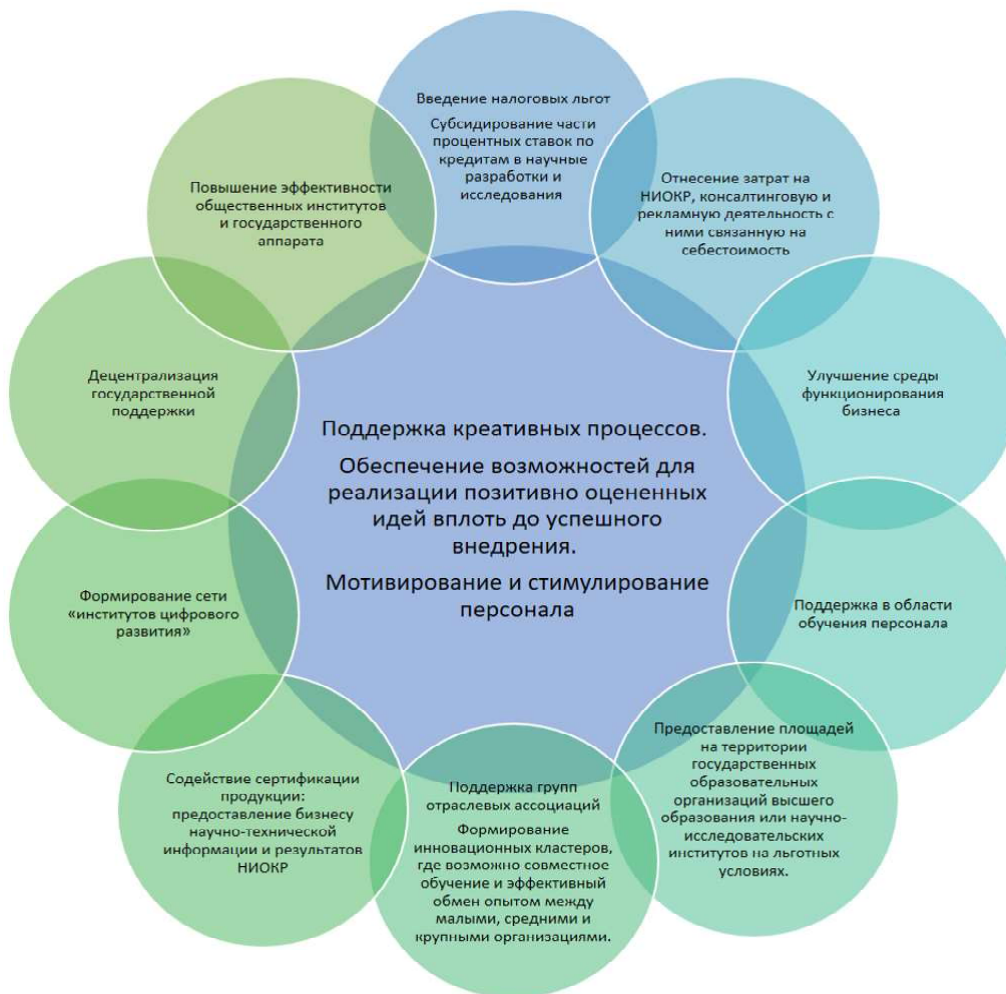 Введение налоговых льгот
Субсидирование части
процентных ставок по
кредитам в научные
разработки и
исследования
Отнесение затрат на
НИОКР, консалтинговую и
рекламную деятельность с
ними связанную на
себестоимость
Улучшение среды
функционирования
бизнеса
Поддержка в области
обучения персонала
Предоставление площадей
на территории
государственных
образовательных
организаций высшего
образования или научно-
исследовательских
институтов на льготных
условиях.
Поддержка групп
отраслевых ассоциаций
Формирование
инновационных кластеров,
где возможно совместное
обучение и эффективный
обмен опытом между
малыми, средними и
крупными организациями.
Содействие сертификации
продукции:
предоставление бизнесу
научно-технической
информации и результатов
НИОКР
Формирование сети
«институтов цифрового
развития»
Децентрализация
государственной
поддержки
Повышение эффективности
общественных институтов
и государственного
аппарата
Поддержка креативных процессов.
Обеспечение возможностей для
реализации позитивно оцененных
идей вплоть до успешного
внедрения.
Мотивирование и стимулирование
персонала